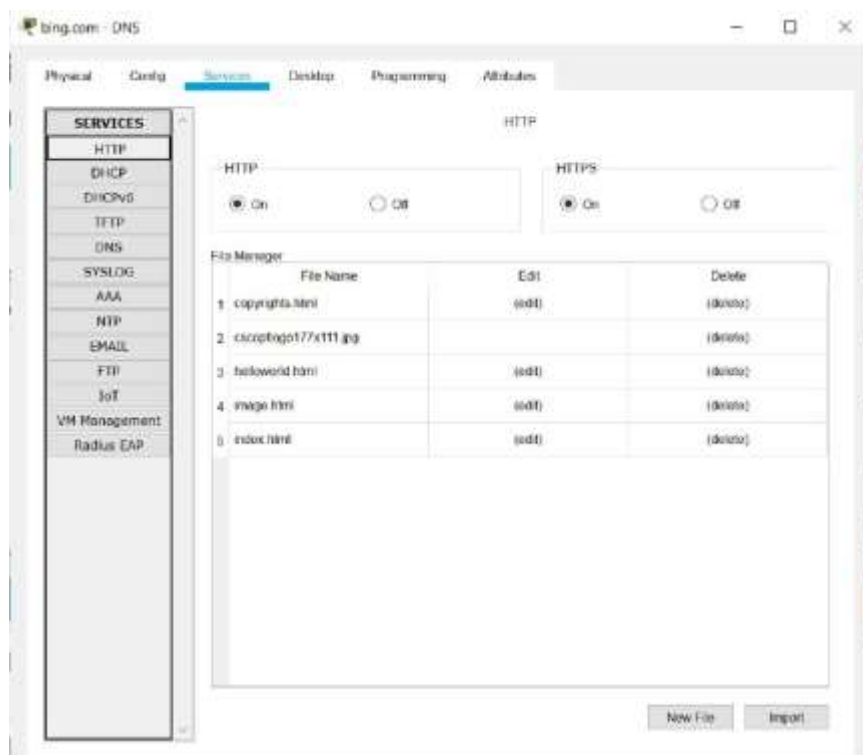 bing.com - DNS
Physical Config Services Desktop Programming Attributes
SERVICES
HTTP
DHCP
DHCPv6
TFTP
DNS
SYSLOG
AAA
NTP
EMAIL
FTP
IoT
VM Management
Radius EAP
HTTP
HTTP
On Off
HTTPS
On Off
File Manager
File Name Edit Delete
1 copyrights.html (edit) (delete)
2 cscoptlogo177x111.jpg (delete)
3 helloworld.html (edit) (delete)
4 image.html (edit) (delete)
5 index.html (edit) (delete)
New File Import